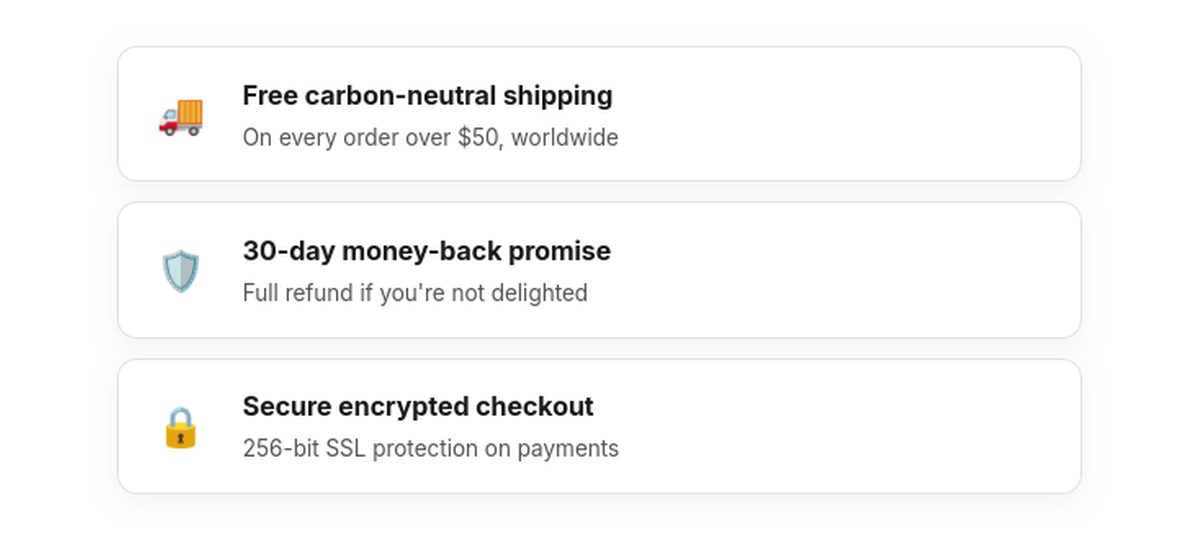 Free carbon-neutral shipping
On every order over $50, worldwide
30-day money-back promise
Full refund if you're not delighted
Secure encrypted checkout
256-bit SSL protection on payments